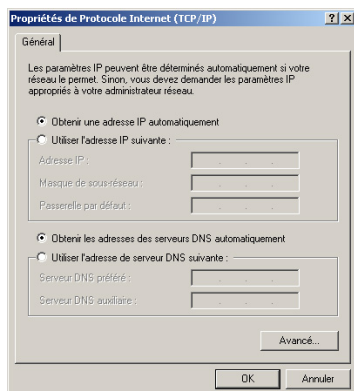 Propriétés de Protocole Internet (TCP/IP)
Général
Les paramètres IP peuvent être déterminés automatiquement si votre
réseau le permet. Sinon, vous devez demander les paramètres IP
appropriés à votre administrateur réseau.
Obtenir une adresse IP automatiquement
Utiliser l'adresse IP suivante :
Adresse IP :
Masque de sous-réseau :
Passerelle par défaut :
Obtenir les adresses des serveurs DNS automatiquement
Utiliser l'adresse de serveur DNS suivante :
Serveur DNS préféré :
Serveur DNS auxiliaire :
Avancé...
OK
Annuler